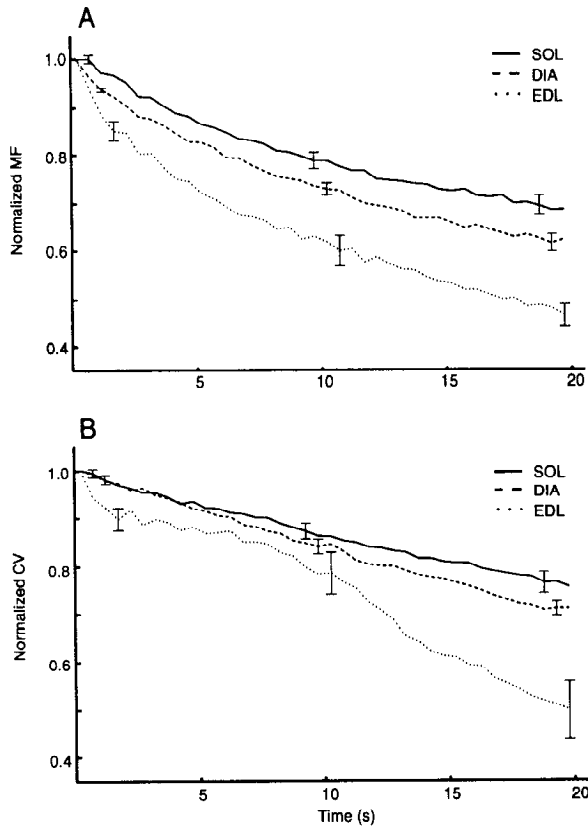 A
1.0
0.8
0.6
0.4
Normalized MF
SOL
DIA
EDL
5
10
15
20
B
1.0
0.8
0.6
0.4
Normalized CV
SOL
DIA
EDL
5
10
15
20
Time (s)